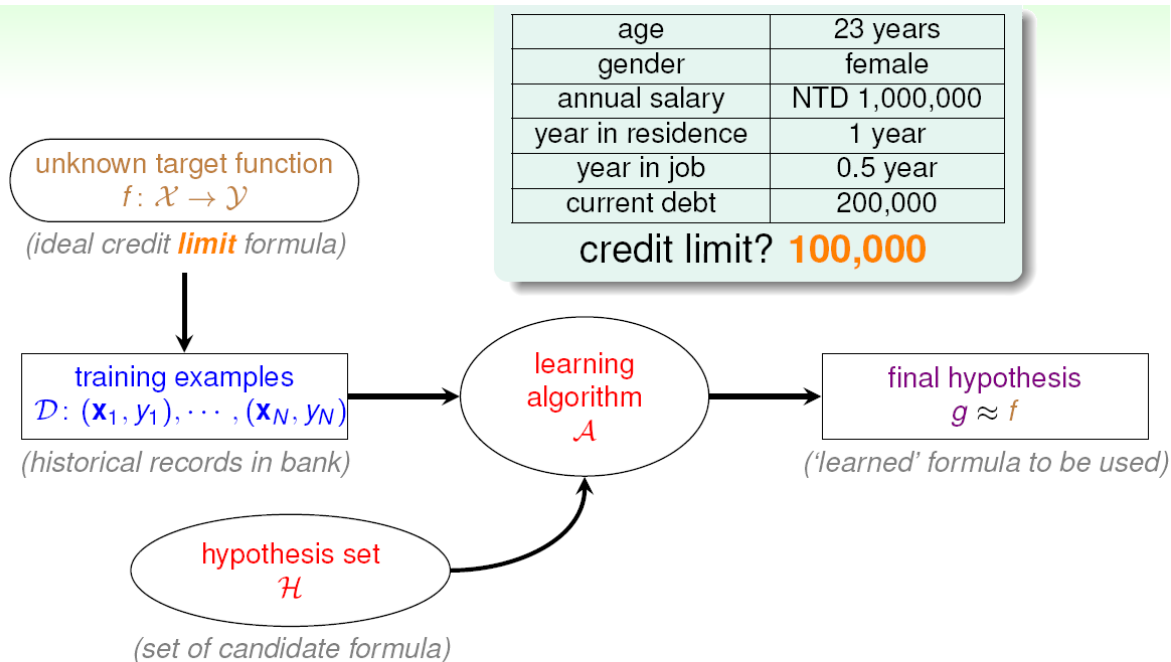 age 23 years
gender female
annual salary NTD 1,000,000
year in residence 1 year
year in job 0.5 year
current debt 200,000
credit limit? 100,000
unknown target function
f: 𝒳 → 𝒴
(ideal credit limit formula)
training examples
𝒟: (x₁, y₁), ⋯ , (x_N, y_N)
(historical records in bank)
learning
algorithm
𝒜
final hypothesis
g ≈ f
(‘learned’ formula to be used)
hypothesis set
ℋ
(set of candidate formula)